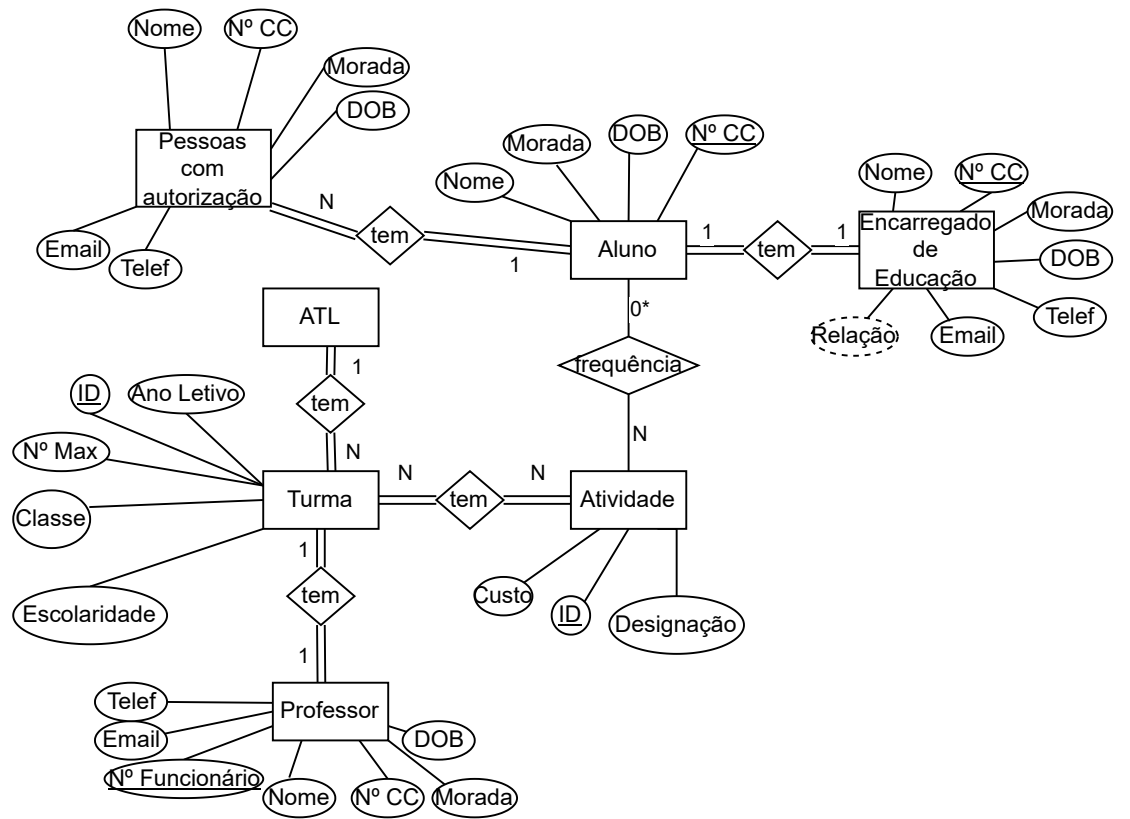 Nome
Nº CC
Morada
DOB
Pessoas
com
autorização
Email
Telef
N
tem
1
Nome
Morada
DOB
Nº CC
Aluno
1
tem
1
Nome
Nº CC
Morada
DOB
Telef
Encarregado
de
Educação
Relação
Email
0*
frequência
N
ATL
1
tem
N
ID
Ano Letivo
Nº Max
Classe
Escolaridade
Turma
N
tem
N
Atividade
Custo
ID
Designação
1
tem
1
Professor
Telef
Email
Nº Funcionário
Nome
Nº CC
Morada
DOB